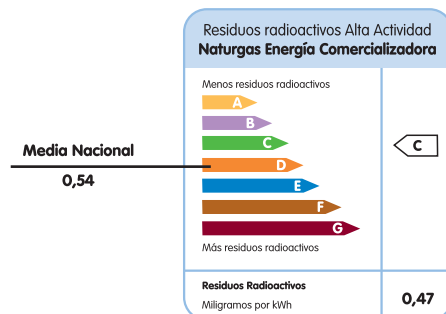 Residuos radioactivos Alta Actividad
Naturgas Energía Comercializadora
Menos residuos radioactivos
A
B
C
C
Media Nacional
D
0,54
E
F
G
Más residuos radioactivos
Residuos Radioactivos
Miligramos por kWh
0,47